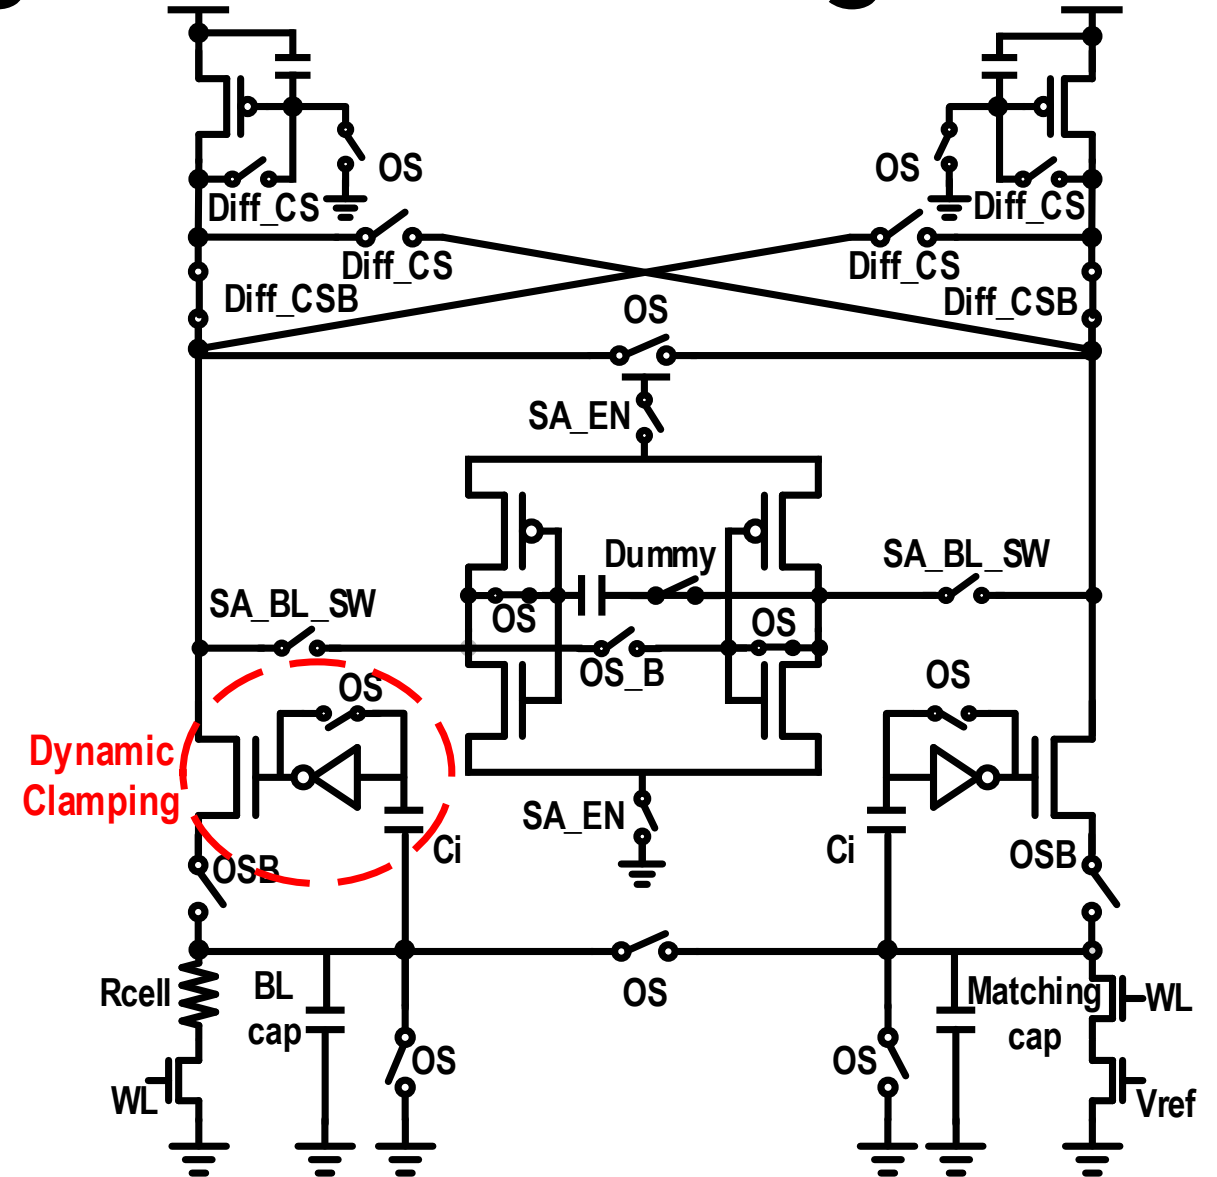 OS
OS
Diff_CS
Diff_CS
Diff_CS
Diff_CS
Diff_CSB
Diff_CSB
OS
SA_EN
Dummy
SA_BL_SW
SA_BL_SW
OS
OS
OS_B
OS
OS
Dynamic
Clamping
SA_EN
Ci
Ci
OSB
OSB
Rcell
BL
cap
OS
Matching
cap
WL
OS
OS
WL
Vref